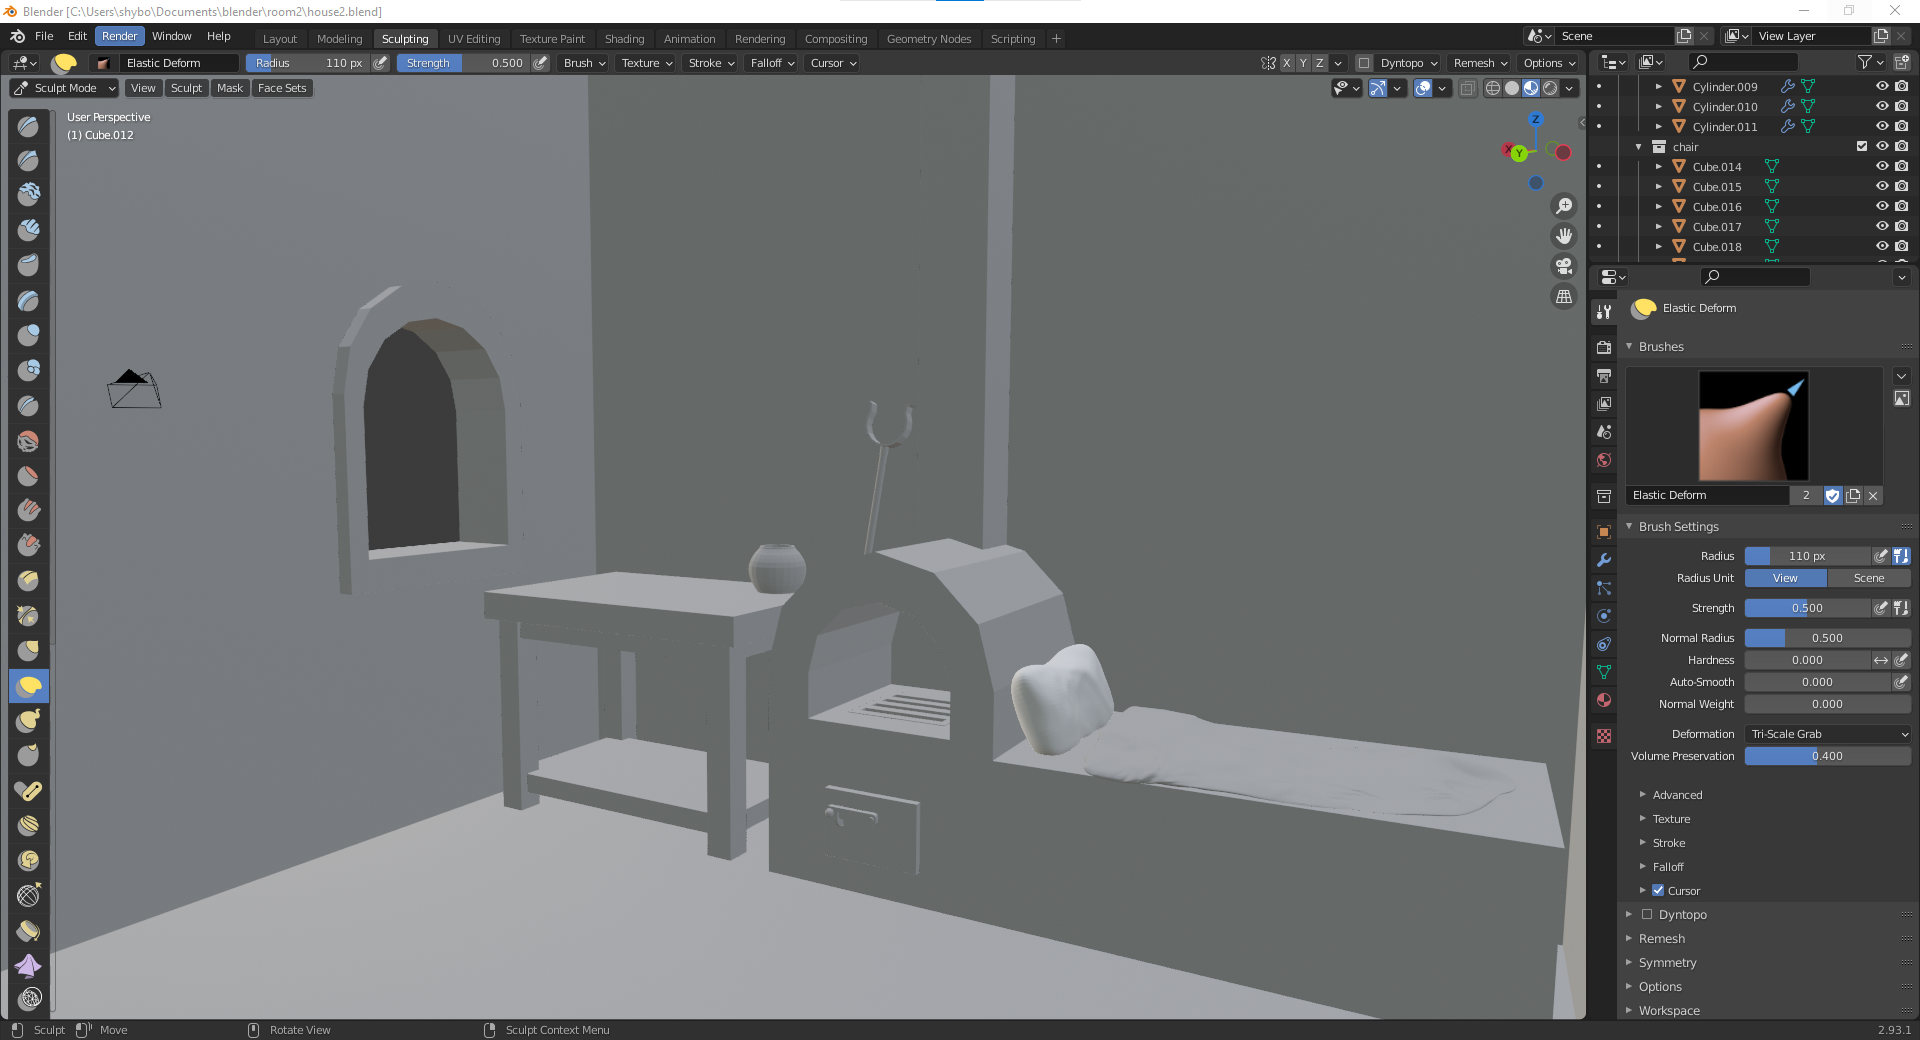 Blender [C:\Users\shybo\Documents\blender\room2\house2.blend]
File Edit Render Window Help
Layout Modeling Sculpting UV Editing Texture Paint Shading Animation Rendering Compositing Geometry Nodes Scripting +
Scene
View Layer
Elastic Deform
Radius 110 px
Strength 0.500
Brush Texture Stroke Falloff Cursor
X Y Z
Dyntopo Remesh Options
Sculpt Mode View Sculpt Mask Face Sets
User Perspective
(1) Cube.012
Z
X
Y
Cylinder.009
Cylinder.010
Cylinder.011
chair
Cube.014
Cube.015
Cube.016
Cube.017
Cube.018
Elastic Deform
Brushes
Elastic Deform 2
Brush Settings
Radius 110 px
Radius Unit View Scene
Strength 0.500
Normal Radius 0.500
Hardness 0.000
Auto-Smooth 0.000
Normal Weight 0.000
Deformation Tri-Scale Grab
Volume Preservation 0.400
Advanced
Texture
Stroke
Falloff
Cursor
Dyntopo
Remesh
Symmetry
Options
Workspace
Sculpt Move Rotate View Sculpt Context Menu
2.93.1